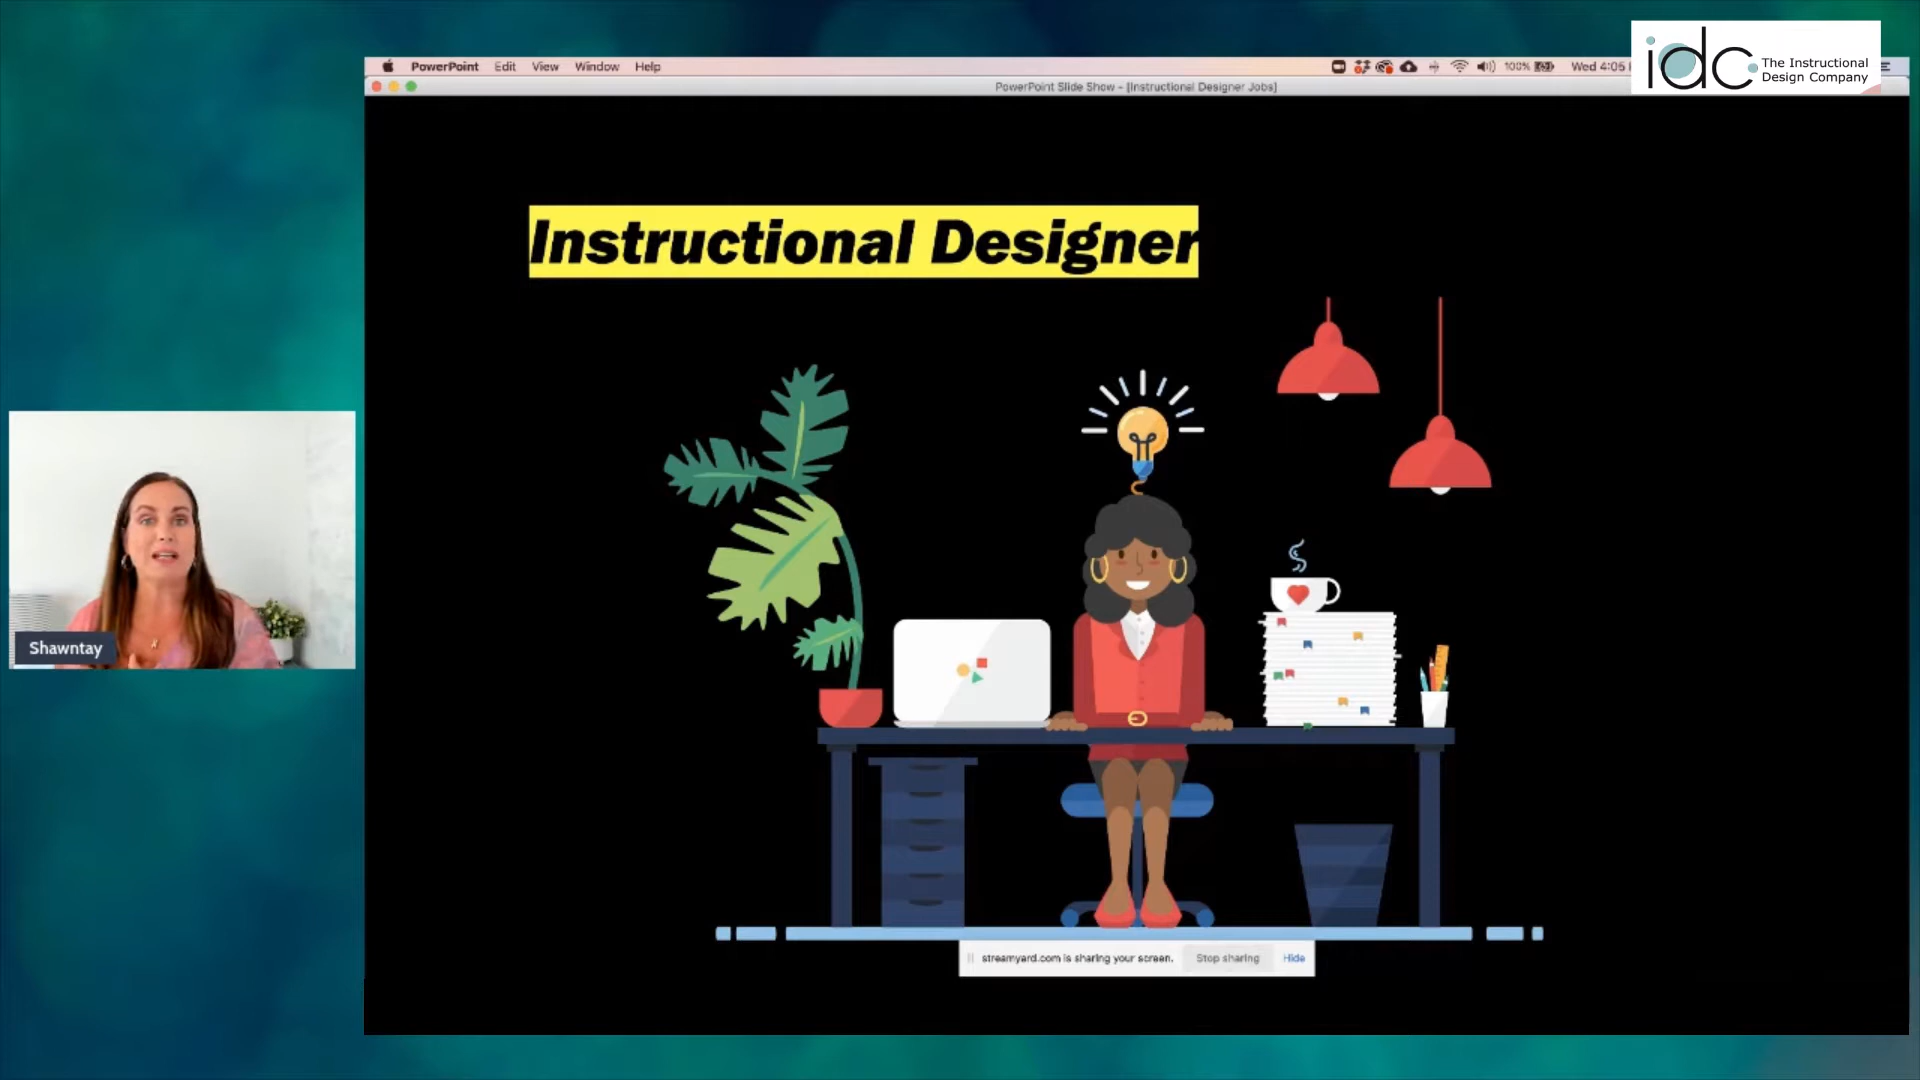 idc The Instructional
Design Company
PowerPoint Edit View Window Help
100% Wed 4:05
PowerPoint Slide Show - [Instructional Designer Jobs]
Instructional Designer
Shawntay
streamyard.com is sharing your screen. Stop sharing Hide